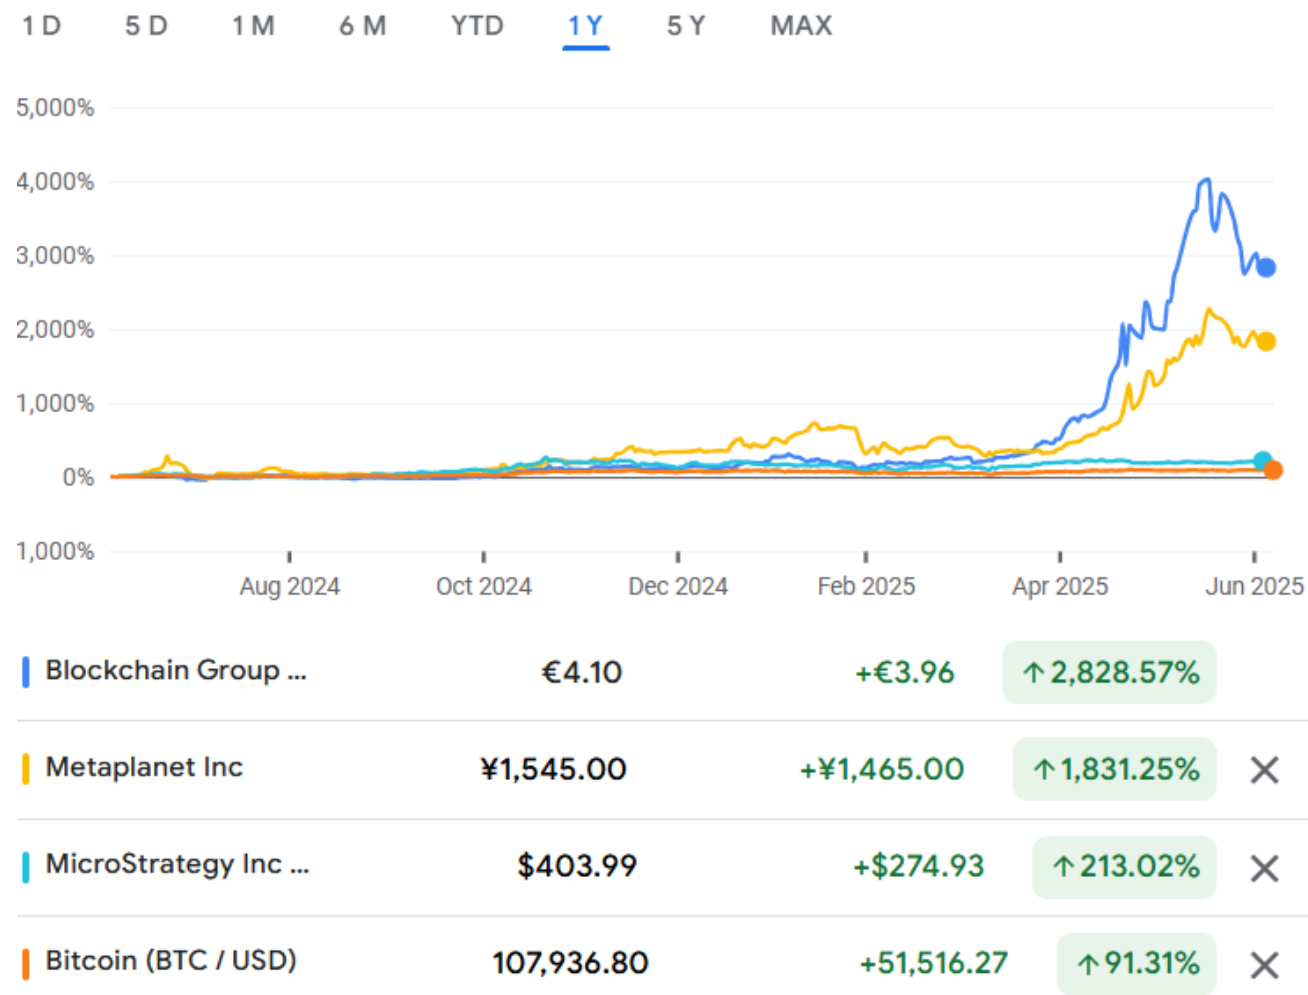 1 D 5 D 1 M 6 M YTD 1 Y 5 Y MAX
5,000%
4,000%
3,000%
2,000%
1,000%
0%
1,000%
Aug 2024 Oct 2024 Dec 2024 Feb 2025 Apr 2025 Jun 2025
Blockchain Group ... €4.10 +€3.96 ↑ 2,828.57%
Metaplanet Inc ¥1,545.00 +¥1,465.00 ↑ 1,831.25%
MicroStrategy Inc ... $403.99 +$274.93 ↑ 213.02%
Bitcoin (BTC / USD) 107,936.80 +51,516.27 ↑ 91.31%